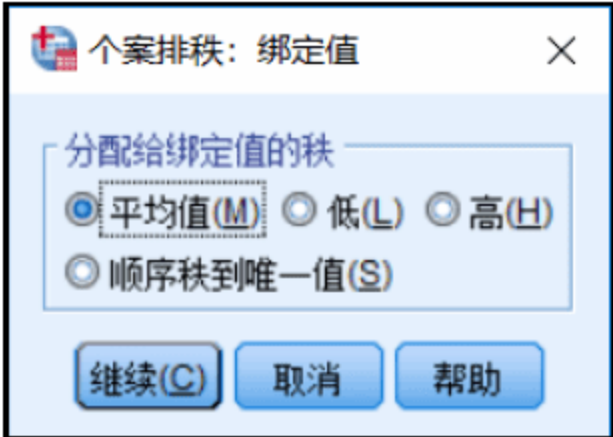 个案排秩：绑定值
分配给绑定值的秩
平均值(M) 低(L) 高(H)
顺序秩到唯一值(S)
继续(C) 取消 帮助